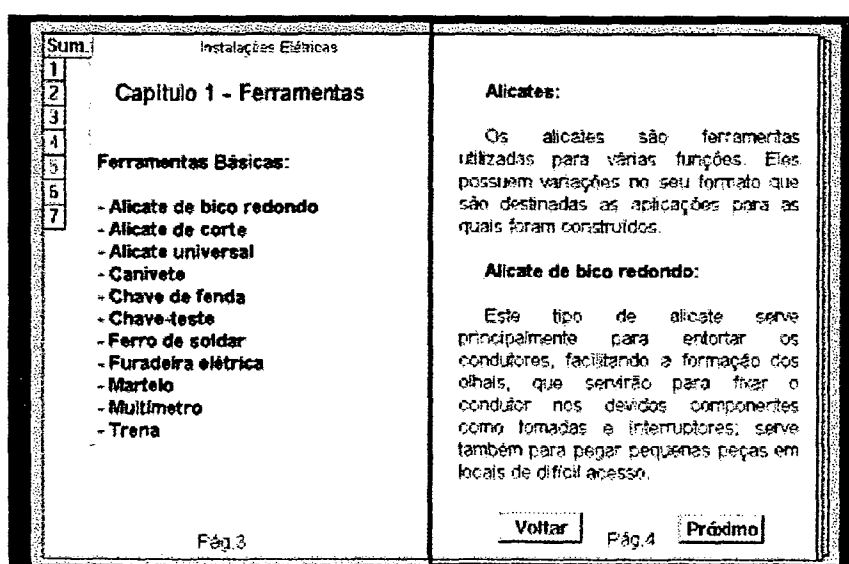 Sum.
1
2
3
4
5
6
7
Instalações Elétricas
Capítulo 1 - Ferramentas
Ferramentas Básicas:
- Alicate de bico redondo
- Alicate de corte
- Alicate universal
- Canivete
- Chave de fenda
- Chave-teste
- Ferro de soldar
- Furadeira elétrica
- Martelo
- Multímetro
- Trena
Pág.3
Alicates:
Os alicates são ferramentas
utilizadas para várias funções. Eles
possuem variações no seu formato que
são destinadas as aplicações para as
quais foram construídos.
Alicate de bico redondo:
Este tipo de alicate serve
principalmente para entortar os
condutores, facilitando a formação dos
olhais, que servirão para fixar o
condutor nos devidos componentes
como tomadas e interruptores; serve
também para pegar pequenas peças em
locais de difícil acesso.
Voltar
Pág.4
Próximo